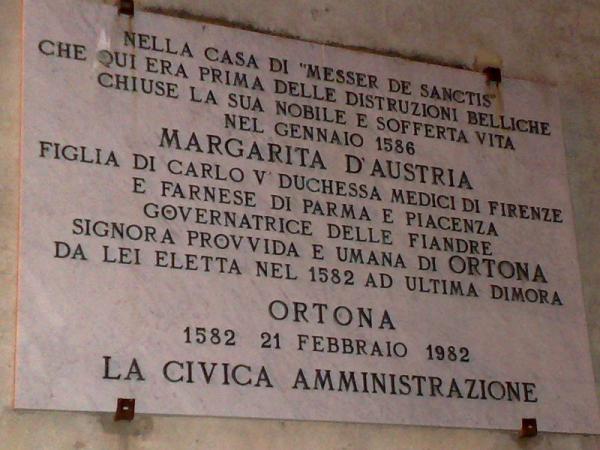 NELLA CASA DI "MESSER DE SANCTIS"
CHE QUI ERA PRIMA DELLE DISTRUZIONI BELLICHE
CHIUSE LA SUA NOBILE E SOFFERTA VITA
NEL GENNAIO 1586
MARGARITA D'AUSTRIA
FIGLIA DI CARLO V' DUCHESSA MEDICI DI FIRENZE
E FARNESE DI PARMA E PIACENZA
GOVERNATRICE DELLE FIANDRE
SIGNORA PROVVIDA E UMANA DI ORTONA
DA LEI ELETTA NEL 1582 AD ULTIMA DIMORA
ORTONA
1582 21 FEBBRAIO 1982
LA CIVICA AMMINISTRAZIONE